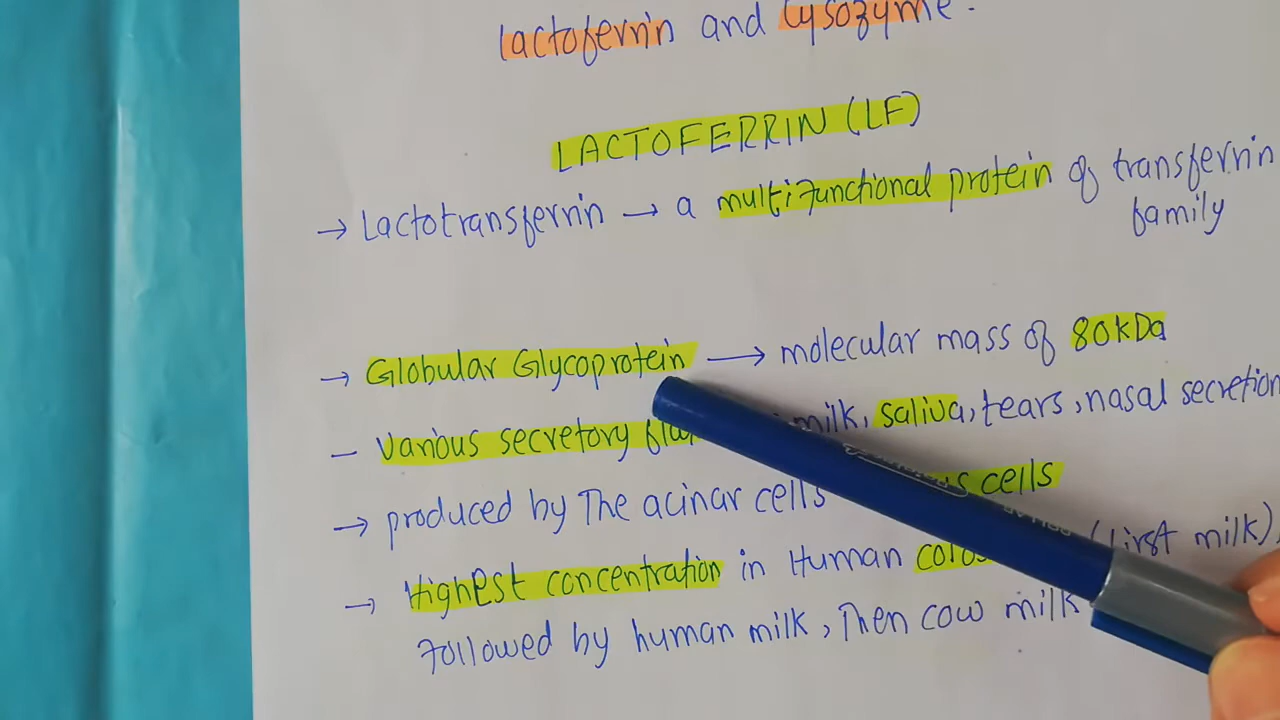 lactoferrin and lysozyme.
LACTOFERRIN (LF)
→ Lactotransferrin → a multifunctional protein of transferrin
family
→ Globular Glycoprotein → molecular mass of 80kDa
- various secretory milk, saliva, tears, nasal secretion
→ produced by The acinar cells cells
→ Highest concentration in Human (first milk),
followed by human milk, Then cow milk